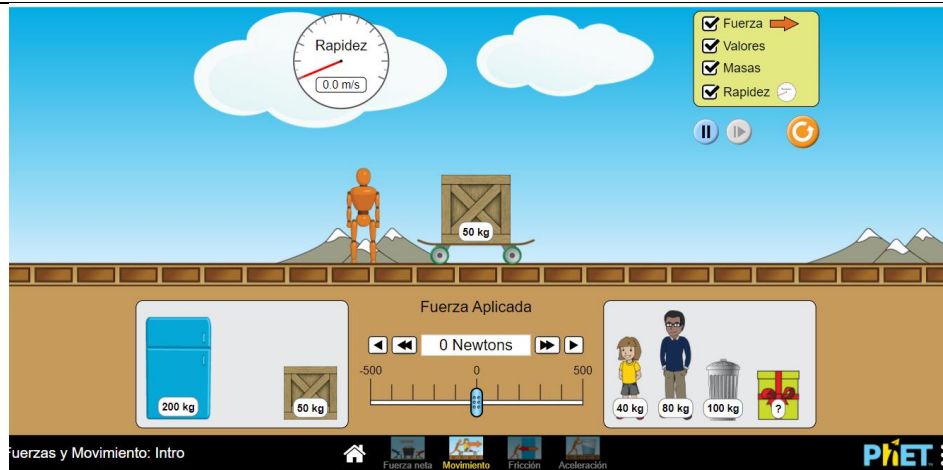 Rapidez
0.0 m/s
Fuerza
Valores
Masas
Rapidez
50 kg
Fuerza Aplicada
0 Newtons
-500 0 500
200 kg
50 kg
40 kg
80 kg
100 kg
?
uerzas y Movimiento: Intro
Fuerza neta
Movimiento
Fricción
Aceleración
PhET